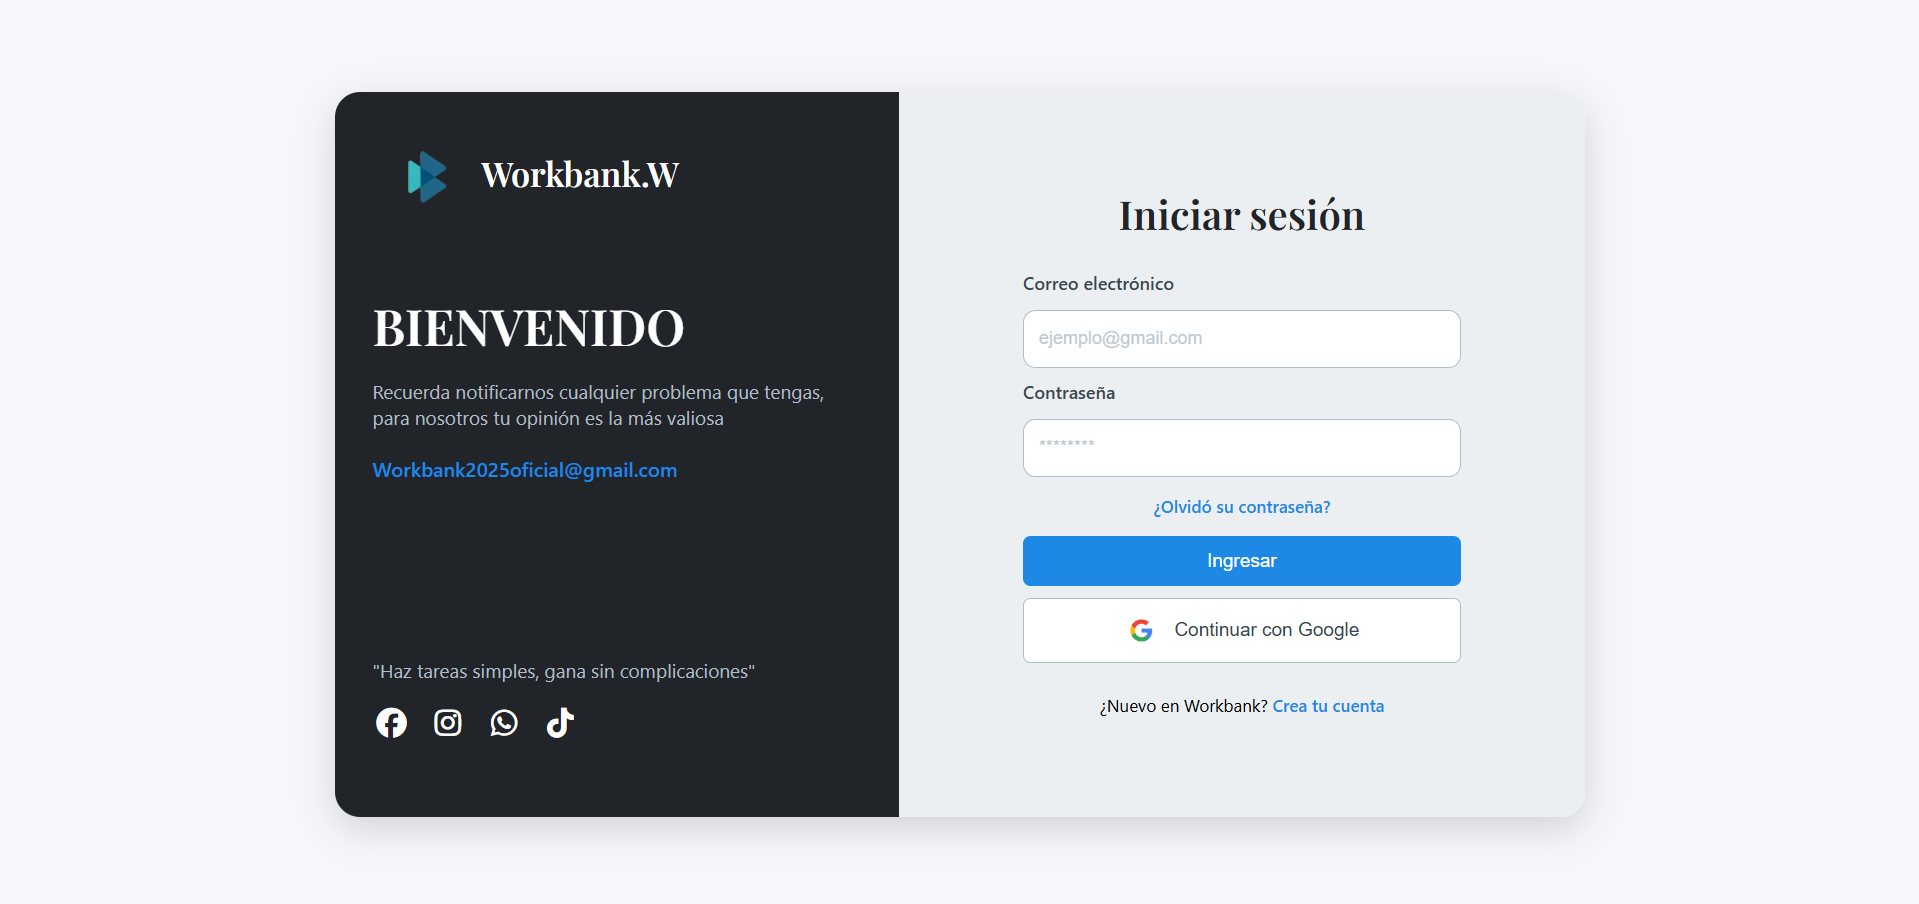 Workbank.W
BIENVENIDO
Recuerda notificarnos cualquier problema que tengas,
para nosotros tu opinión es la más valiosa
Workbank2025oficial@gmail.com
"Haz tareas simples, gana sin complicaciones"
Iniciar sesión
Correo electrónico
ejemplo@gmail.com
Contraseña
********
¿Olvidó su contraseña?
Ingresar
Continuar con Google
¿Nuevo en Workbank? Crea tu cuenta